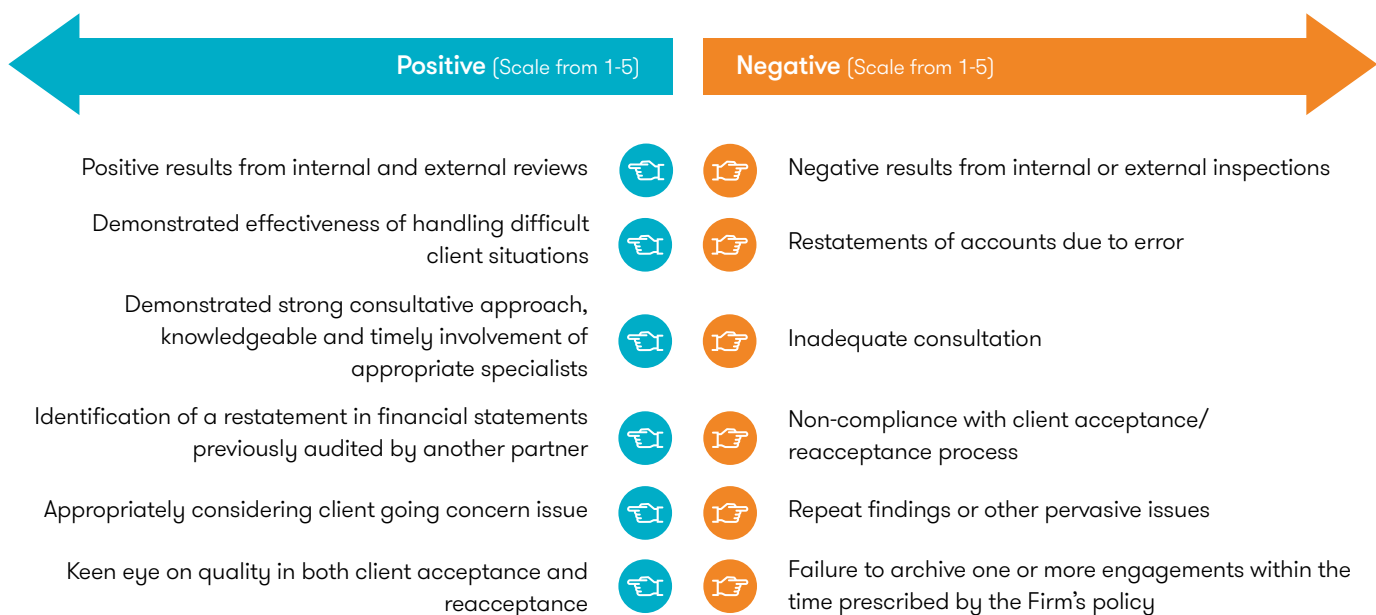 Positive (Scale from 1-5)
Negative (Scale from 1-5)
Positive results from internal and external reviews
Negative results from internal or external inspections
Demonstrated effectiveness of handling difficult
client situations
Restatements of accounts due to error
Demonstrated strong consultative approach,
knowledgeable and timely involvement of
appropriate specialists
Inadequate consultation
Identification of a restatement in financial statements
previously audited by another partner
Non-compliance with client acceptance/
reacceptance process
Appropriately considering client going concern issue
Repeat findings or other pervasive issues
Keen eye on quality in both client acceptance and
reacceptance
Failure to archive one or more engagements within the
time prescribed by the Firm’s policy